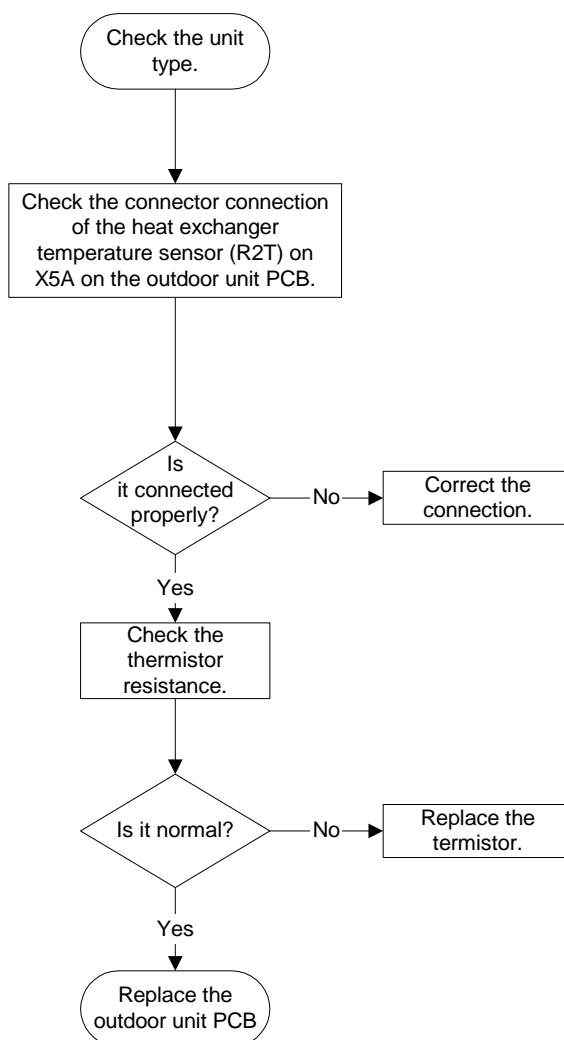 Check the unit
type.
Check the connector connection
of the heat exchanger
temperature sensor (R2T) on
X5A on the outdoor unit PCB.
Is
it connected
properly?
No
Correct the
connection.
Yes
Check the
thermistor
resistance.
Is it normal?
No
Replace the
termistor.
Yes
Replace the
outdoor unit PCB